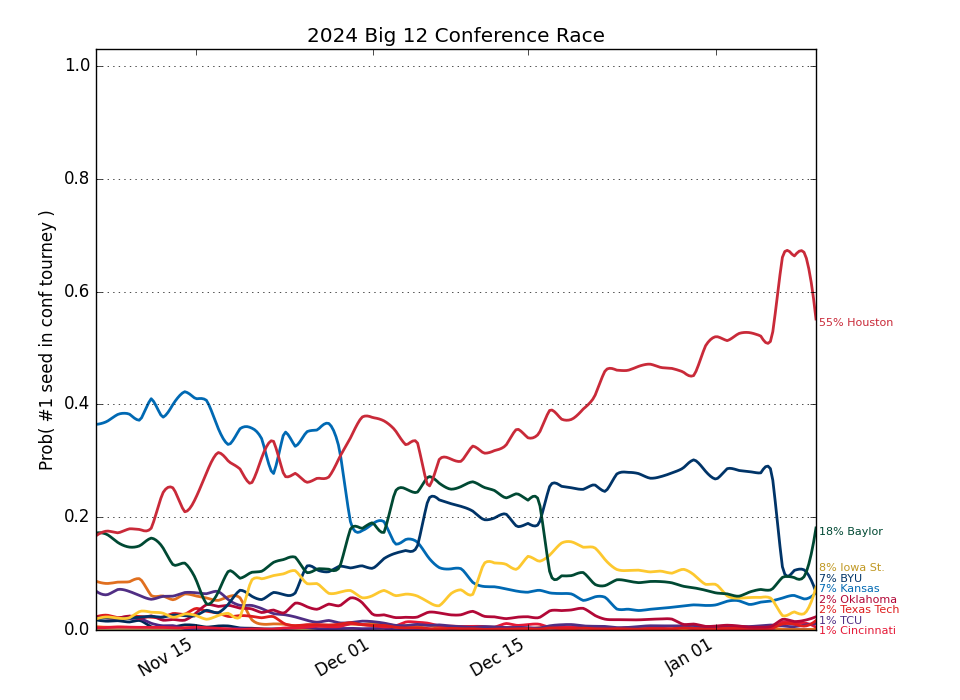 2024 Big 12 Conference Race
Prob( #1 seed in conf tourney )
1.0
0.8
0.6
0.4
0.2
0.0
Nov 15
Dec 01
Dec 15
Jan 01
55% Houston
18% Baylor
8% Iowa St.
7% BYU
7% Kansas
2% Oklahoma
2% Texas Tech
1% TCU
1% Cincinnati